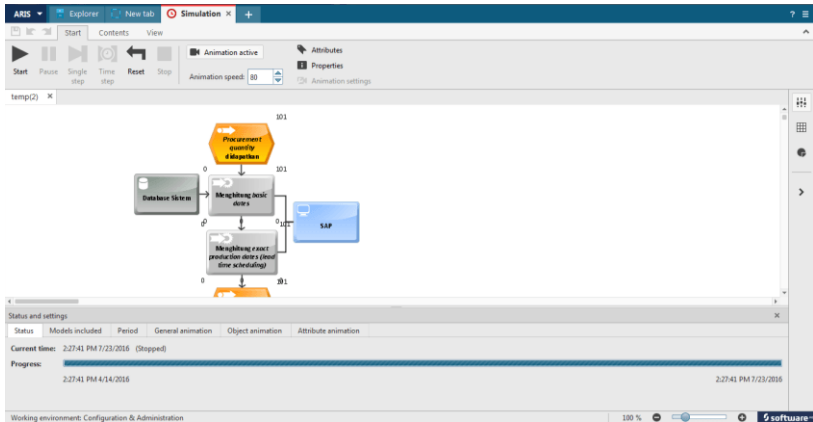 ARIS Explorer New tab Simulation × +
? ≡
Start Contents View
Start Pause Single step Time step Reset Stop
Animation active
Animation speed: 80
Attributes
Properties
Animation settings
temp(2) ×
101
Procurement
quantity
didapatkan
0 101
Database Sistem
Menghitung basic
dates
SAP
0 0 101
Menghitung exact
production dates (lead
time scheduling)
0
Status and settings ×
Status Models included Period General animation Object animation Attribute animation
Current time: 2:27:41 PM 7/23/2016 (Stopped)
Progress:
2:27:41 PM 4/14/2016 2:27:41 PM 7/23/2016
Working environment: Configuration & Administration
100 %
software